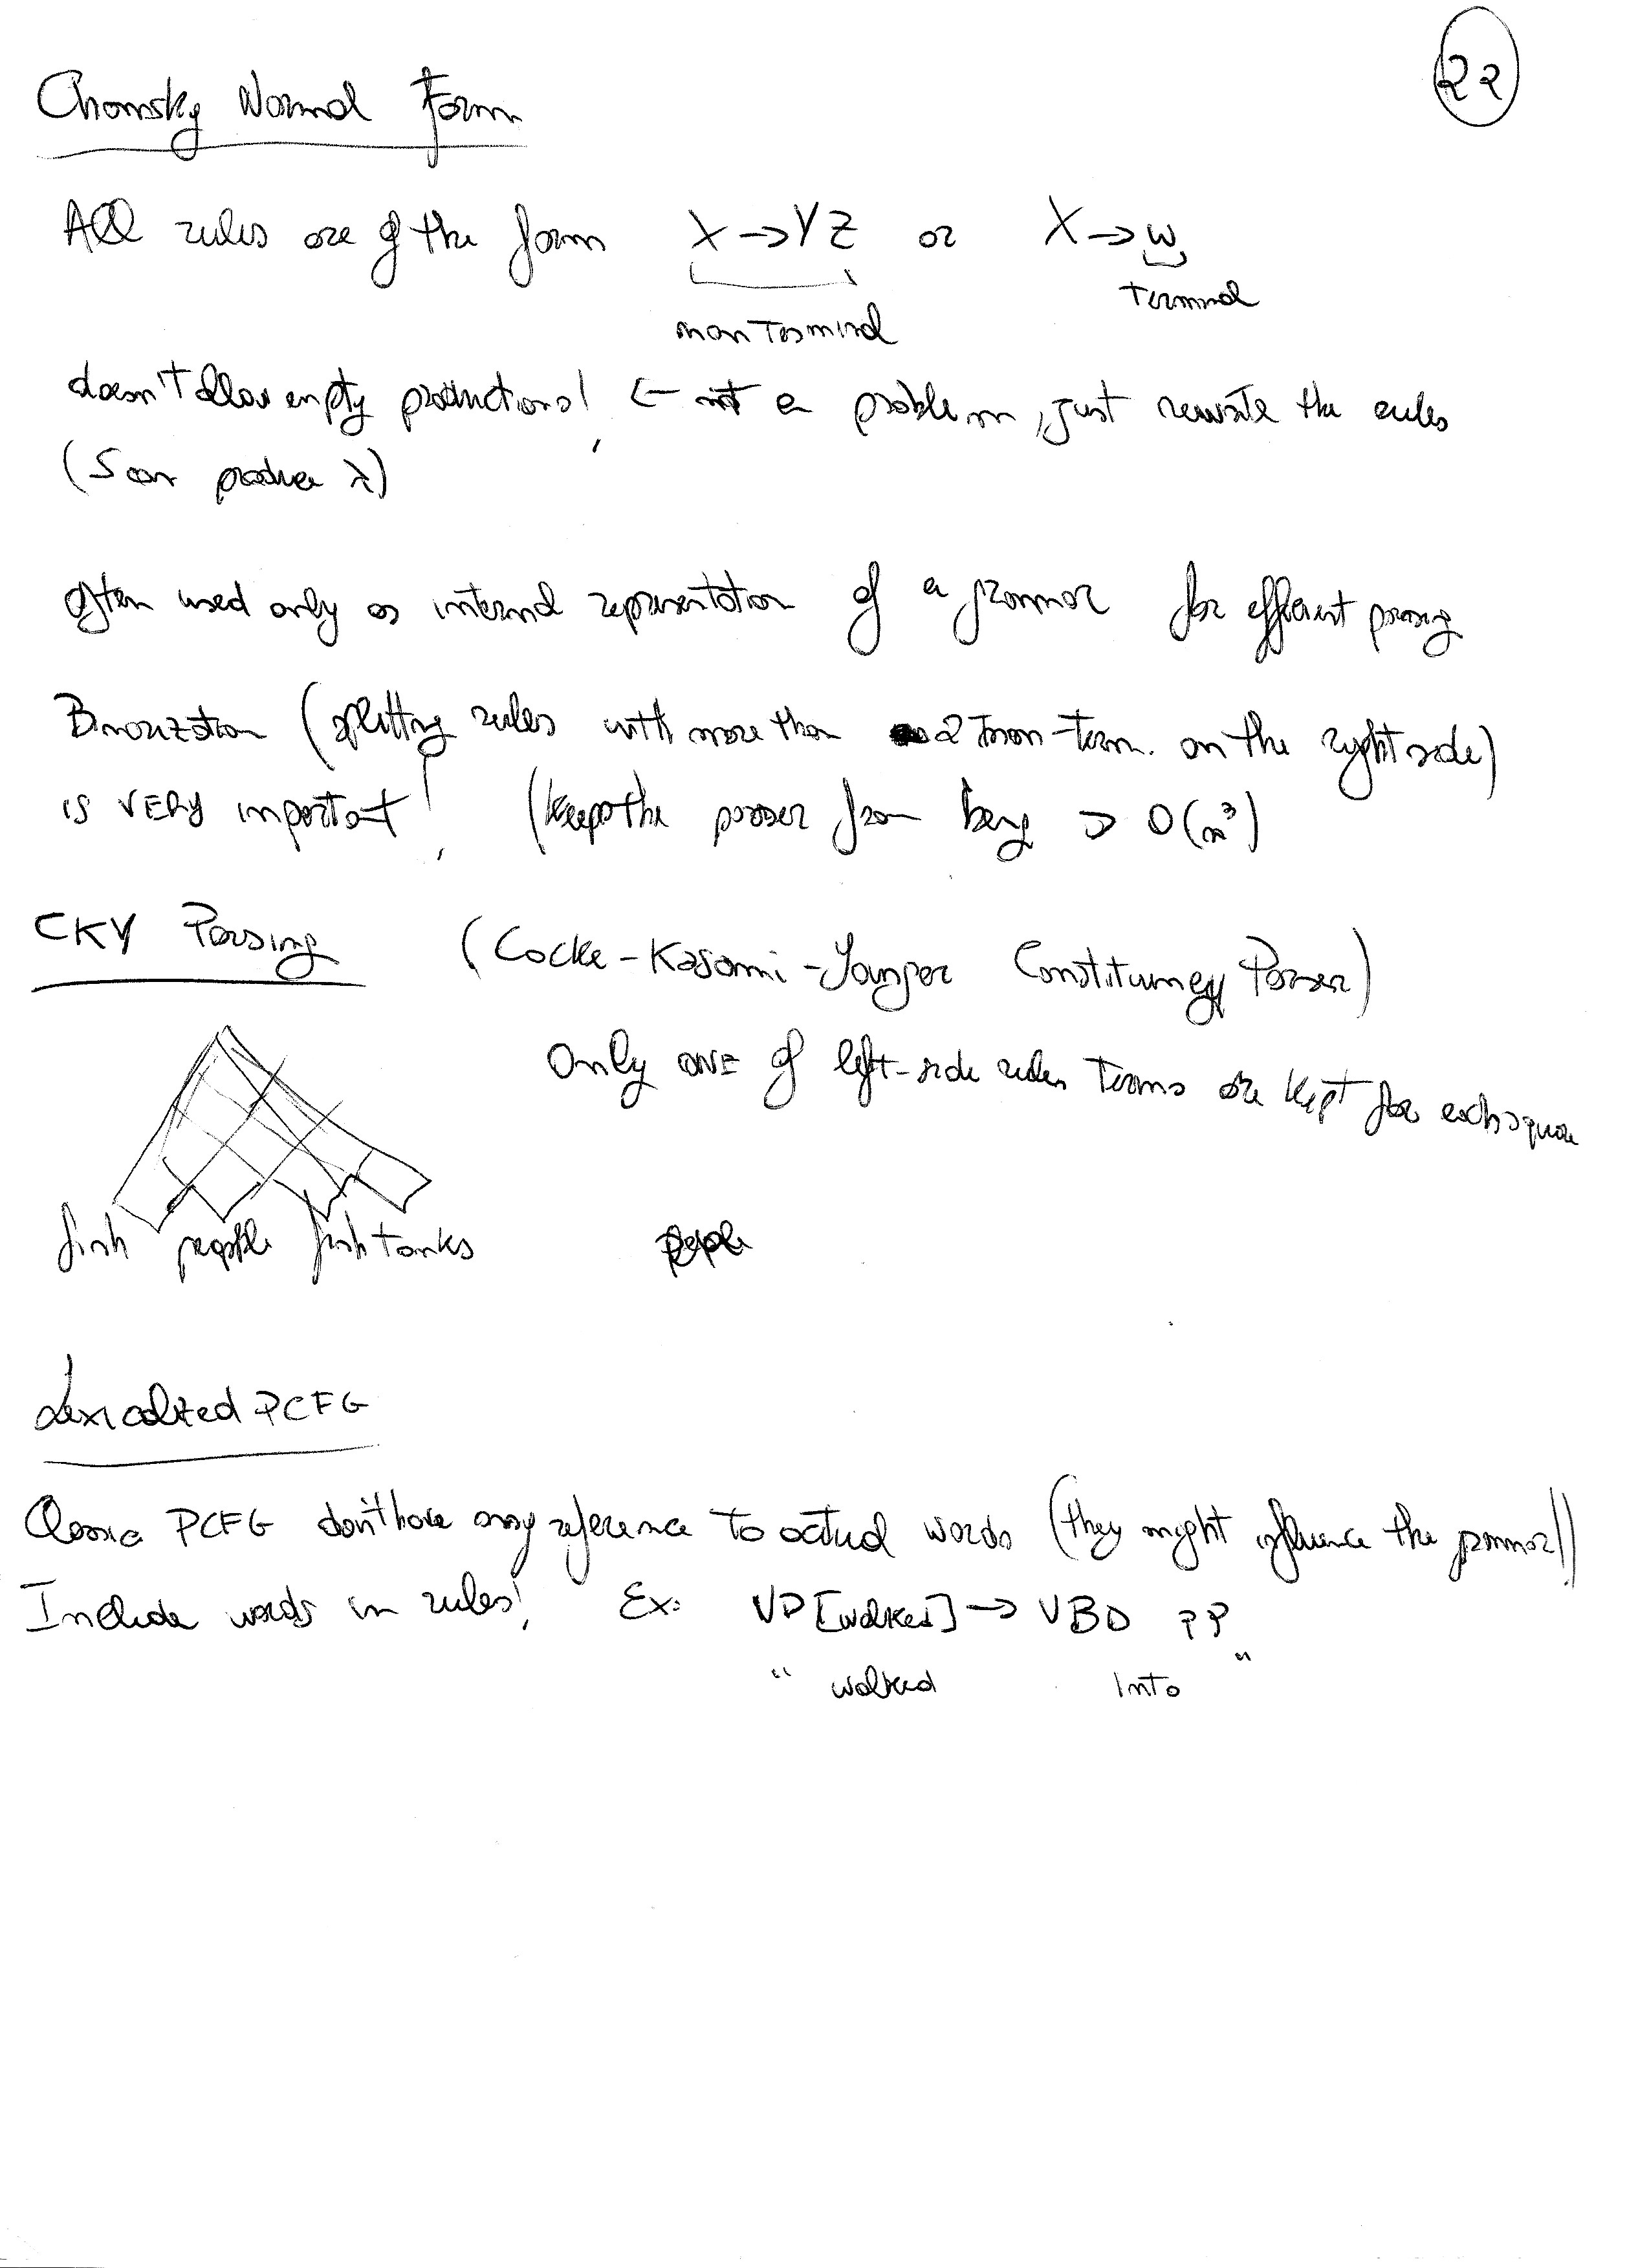 22
Chomsky Normal Form
All rules are of the form X → YZ or X → w
terminal
non terminal
doesn't allow empty productions! ← not a problem, just rewrite the rules
(S can produce λ)
often used only as internal representation of a grammar for efficient parsing
Binarization (splitting rules with more than 2 non-term. on the right side)
is VERY important! (keeps the parser from being > O(n³)
CKY Parsing (Cocke-Kasami-Younger Constituency Parser)
Only ONE of left-side rules terms are kept for each square
fish people fish tanks
Lexicalized PCFG
Classic PCFG don't have any reference to actual words (they might influence the grammar!)
Include words in rules! Ex: VP[walked] → VBD PP
" walked into "